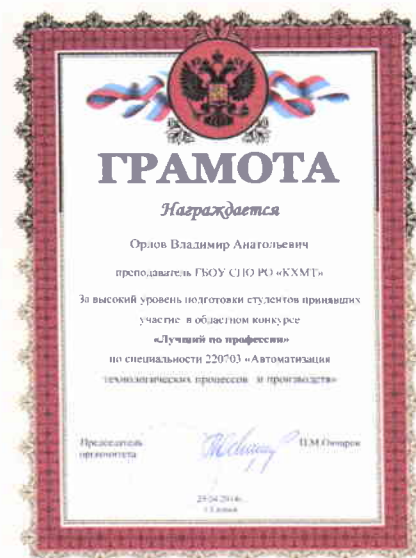 ГРАМОТА
Награждается
Орлов Владимир Анатольевич
преподаватель ГБОУ СПО РО «КХМТ»
За высокий уровень подготовки студентов принявших
участие в областном конкурсе
«Лучший по профессии»
по специальности 220703 «Автоматизация
технологических процессов и производств»
Председатель
оргкомитета